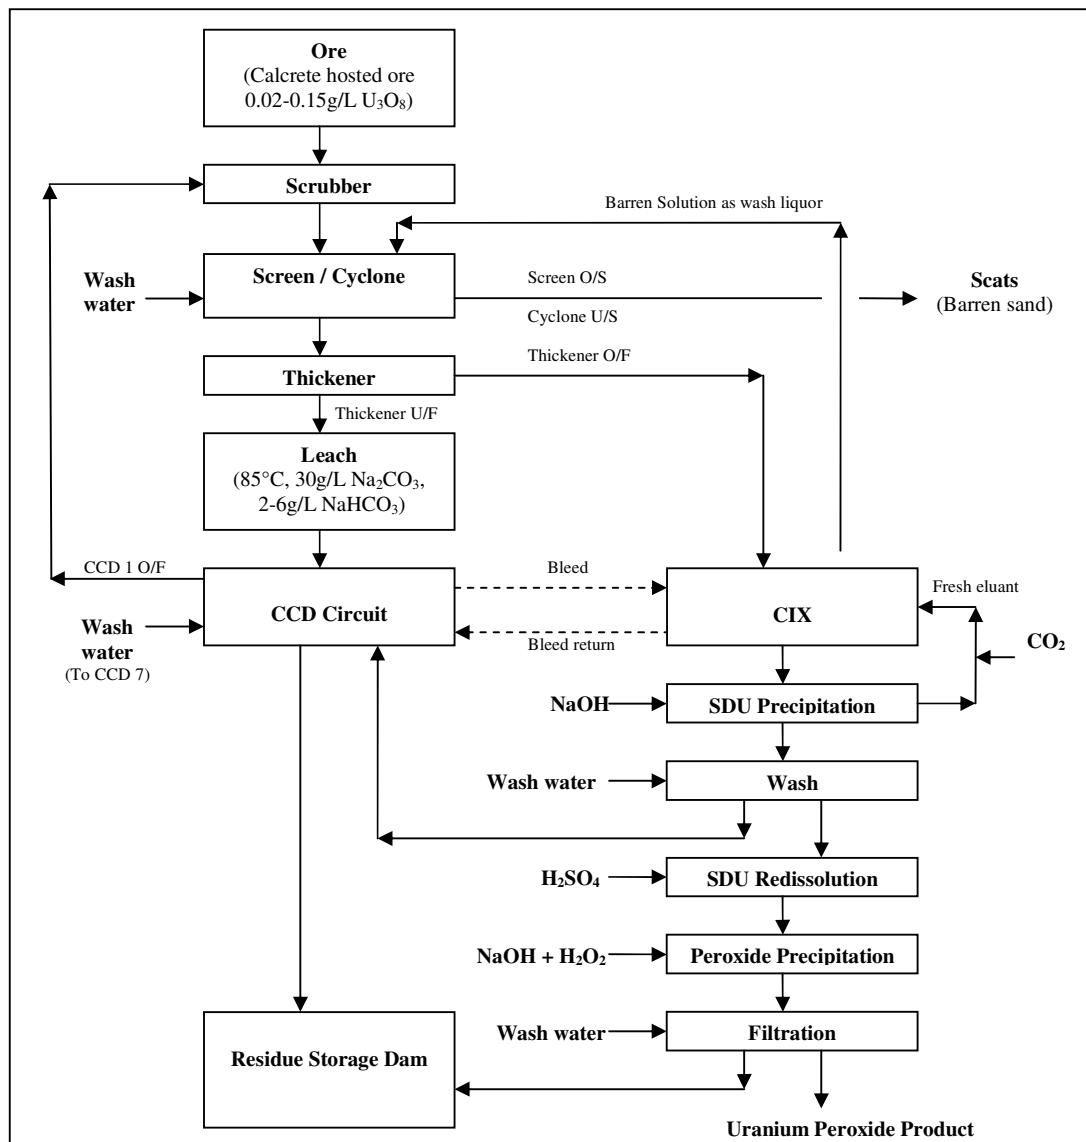 Ore
(Calcrete hosted ore
0.02-0.15g/L U₃O₈)
Scrubber
Barren Solution as wash liquor
Screen / Cyclone
Wash
water
Screen O/S
Cyclone U/S
Scats
(Barren sand)
Thickener
Thickener O/F
Thickener U/F
Leach
(85°C, 30g/L Na₂CO₃,
2-6g/L NaHCO₃)
CCD 1 O/F
CCD Circuit
Wash
water
(To CCD 7)
Bleed
Bleed return
CIX
Fresh eluant
CO₂
NaOH
SDU Precipitation
Wash water
Wash
H₂SO₄
SDU Redissolution
NaOH + H₂O₂
Peroxide Precipitation
Wash water
Filtration
Residue Storage Dam
Uranium Peroxide Product